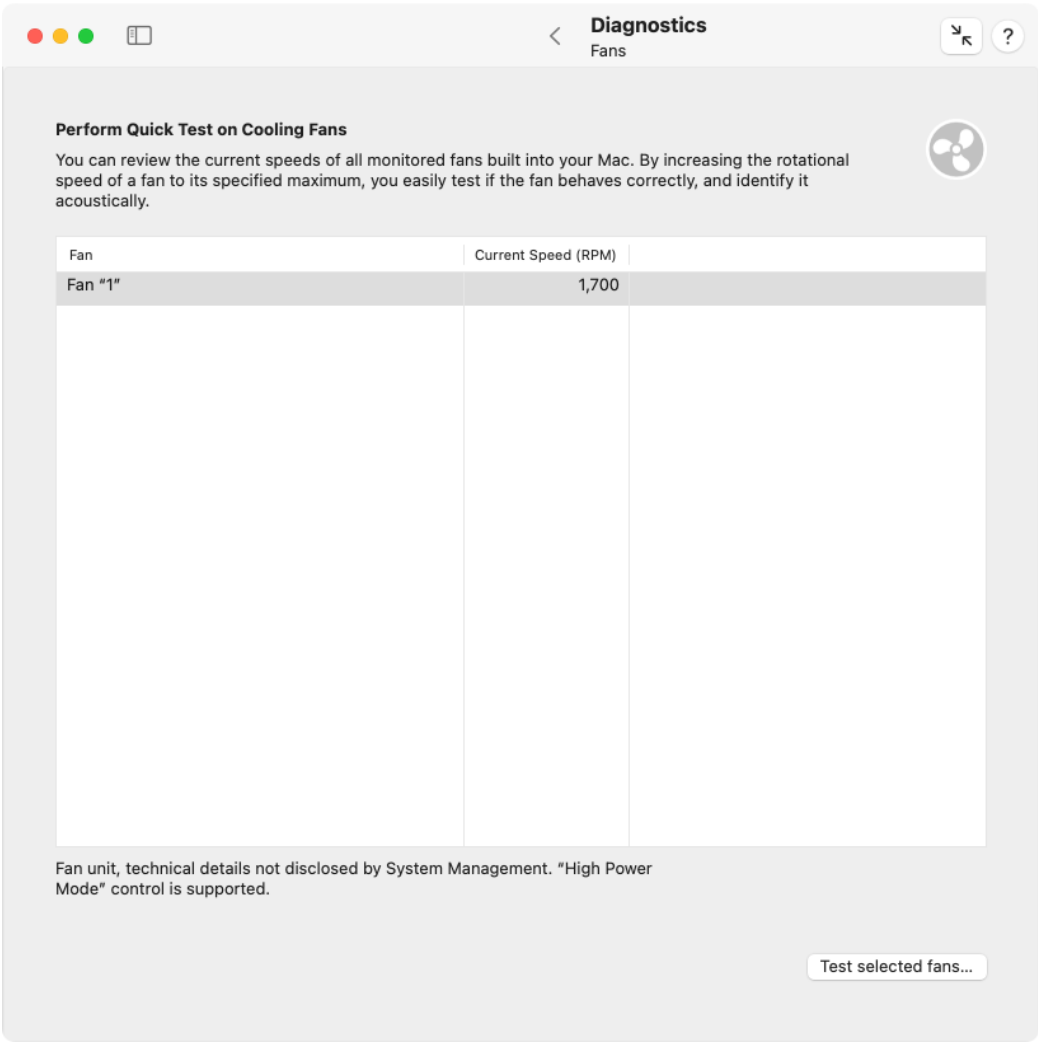 Diagnostics
Fans
?
Perform Quick Test on Cooling Fans
You can review the current speeds of all monitored fans built into your Mac. By increasing the rotational
speed of a fan to its specified maximum, you easily test if the fan behaves correctly, and identify it
acoustically.
Fan Current Speed (RPM)
Fan “1” 1,700
Fan unit, technical details not disclosed by System Management. “High Power
Mode” control is supported.
Test selected fans...